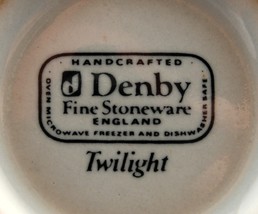 HANDCRAFTED
Denby
Fine Stoneware
ENGLAND
OVEN MICROWAVE FREEZER AND DISHWASHER SAFE
Twilight